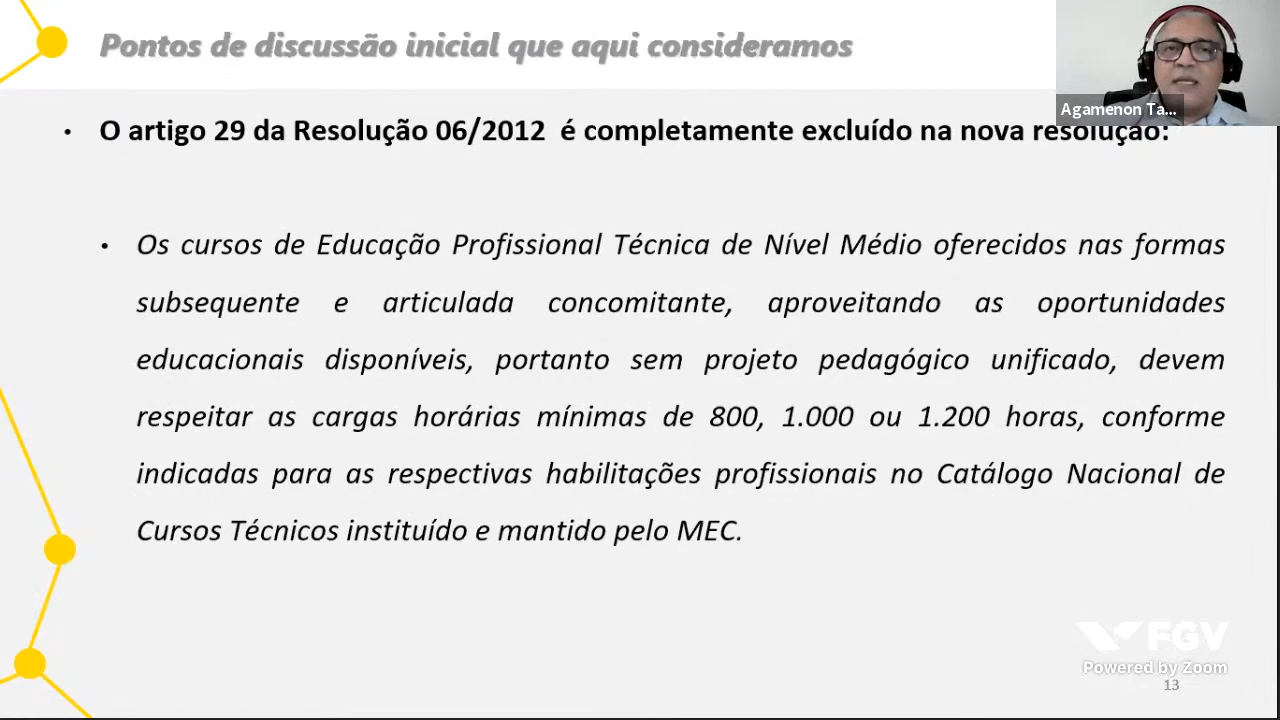 Pontos de discussão inicial que aqui consideramos
Agamenon Ta...
• O artigo 29 da Resolução 06/2012 é completamente excluído na nova resolução:
• Os cursos de Educação Profissional Técnica de Nível Médio oferecidos nas formas
subsequente e articulada concomitante, aproveitando as oportunidades
educacionais disponíveis, portanto sem projeto pedagógico unificado, devem
respeitar as cargas horárias mínimas de 800, 1.000 ou 1.200 horas, conforme
indicadas para as respectivas habilitações profissionais no Catálogo Nacional de
Cursos Técnicos instituído e mantido pelo MEC.
FGV
Powered by Zoom
13